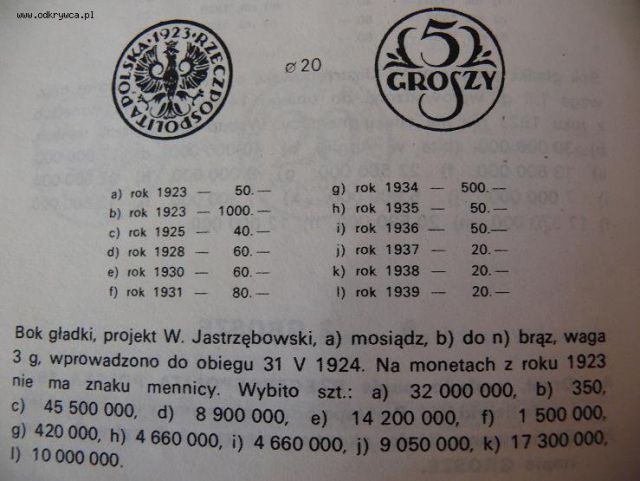 www.odkrywca.pl
RZECZPOSPOLITA POLSKA · 1923 ·
ø 20
5
GROSZY
a) rok 1923 — 50.—
b) rok 1923 — 1000.—
c) rok 1925 — 40.—
d) rok 1928 — 60.—
e) rok 1930 — 60.—
f) rok 1931 — 80.—
g) rok 1934 — 500.—
h) rok 1935 — 50.—
i) rok 1936 — 50.—
j) rok 1937 — 20.—
k) rok 1938 — 20.—
l) rok 1939 — 20.—
Bok gładki, projekt W. Jastrzębowski, a) mosiądz, b) do n) brąz, waga
3 g, wprowadzono do obiegu 31 V 1924. Na monetach z roku 1923
nie ma znaku mennicy. Wybito szt.: a) 32 000 000, b) 350,
c) 45 500 000, d) 8 900 000, e) 14 200 000, f) 1 500 000,
g) 420 000, h) 4 660 000, i) 4 660 000, j) 9 050 000, k) 17 300 000,
l) 10 000 000.